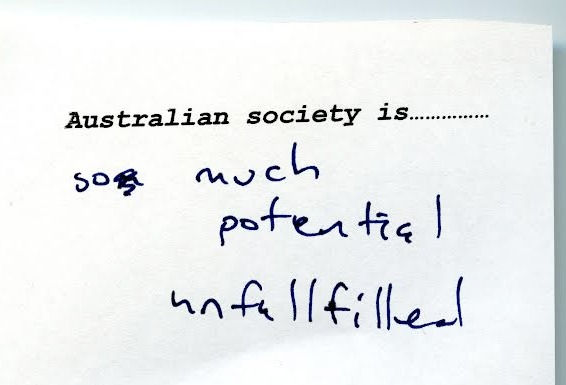 Australian society is...............
so much
potential
unfullfilled